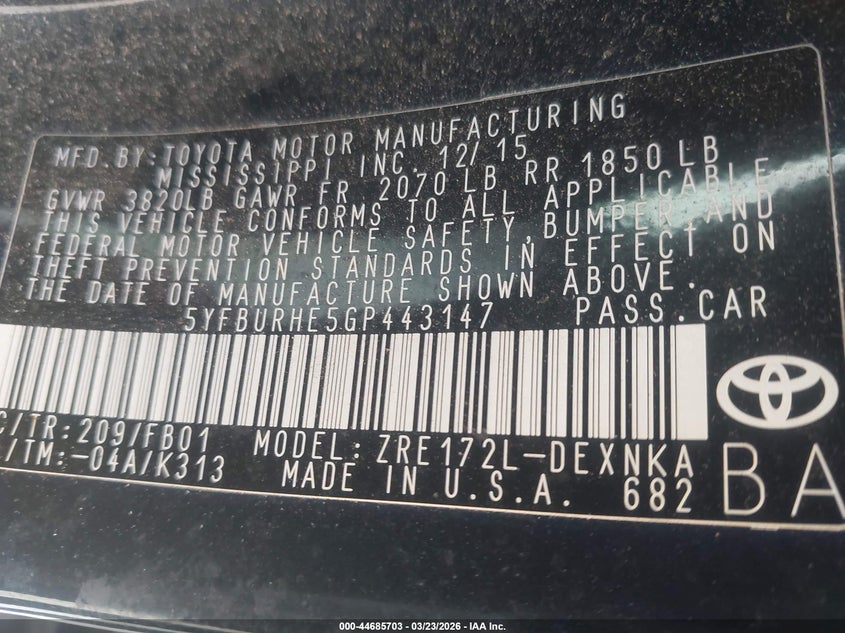 MFD. BY: TOYOTA MOTOR MANUFACTURING
MISSISSIPPI INC. 12/15
GVWR 3820LB GAWR FR 2070 LB RR 1850 LB
THIS VEHICLE CONFORMS TO ALL APPLICABLE
FEDERAL MOTOR VEHICLE SAFETY, BUMPER AND
THEFT PREVENTION STANDARDS IN EFFECT ON
THE DATE OF MANUFACTURE SHOWN ABOVE.
5YFBURHE5GP443147 PASS.CAR
C/TR: 209/FB01 MODEL: ZRE172L-DEXNKA
/TM:-04A/K313 MADE IN U.S.A. 682
BA
000-44685703 - 03/23/2026 - IAA Inc.